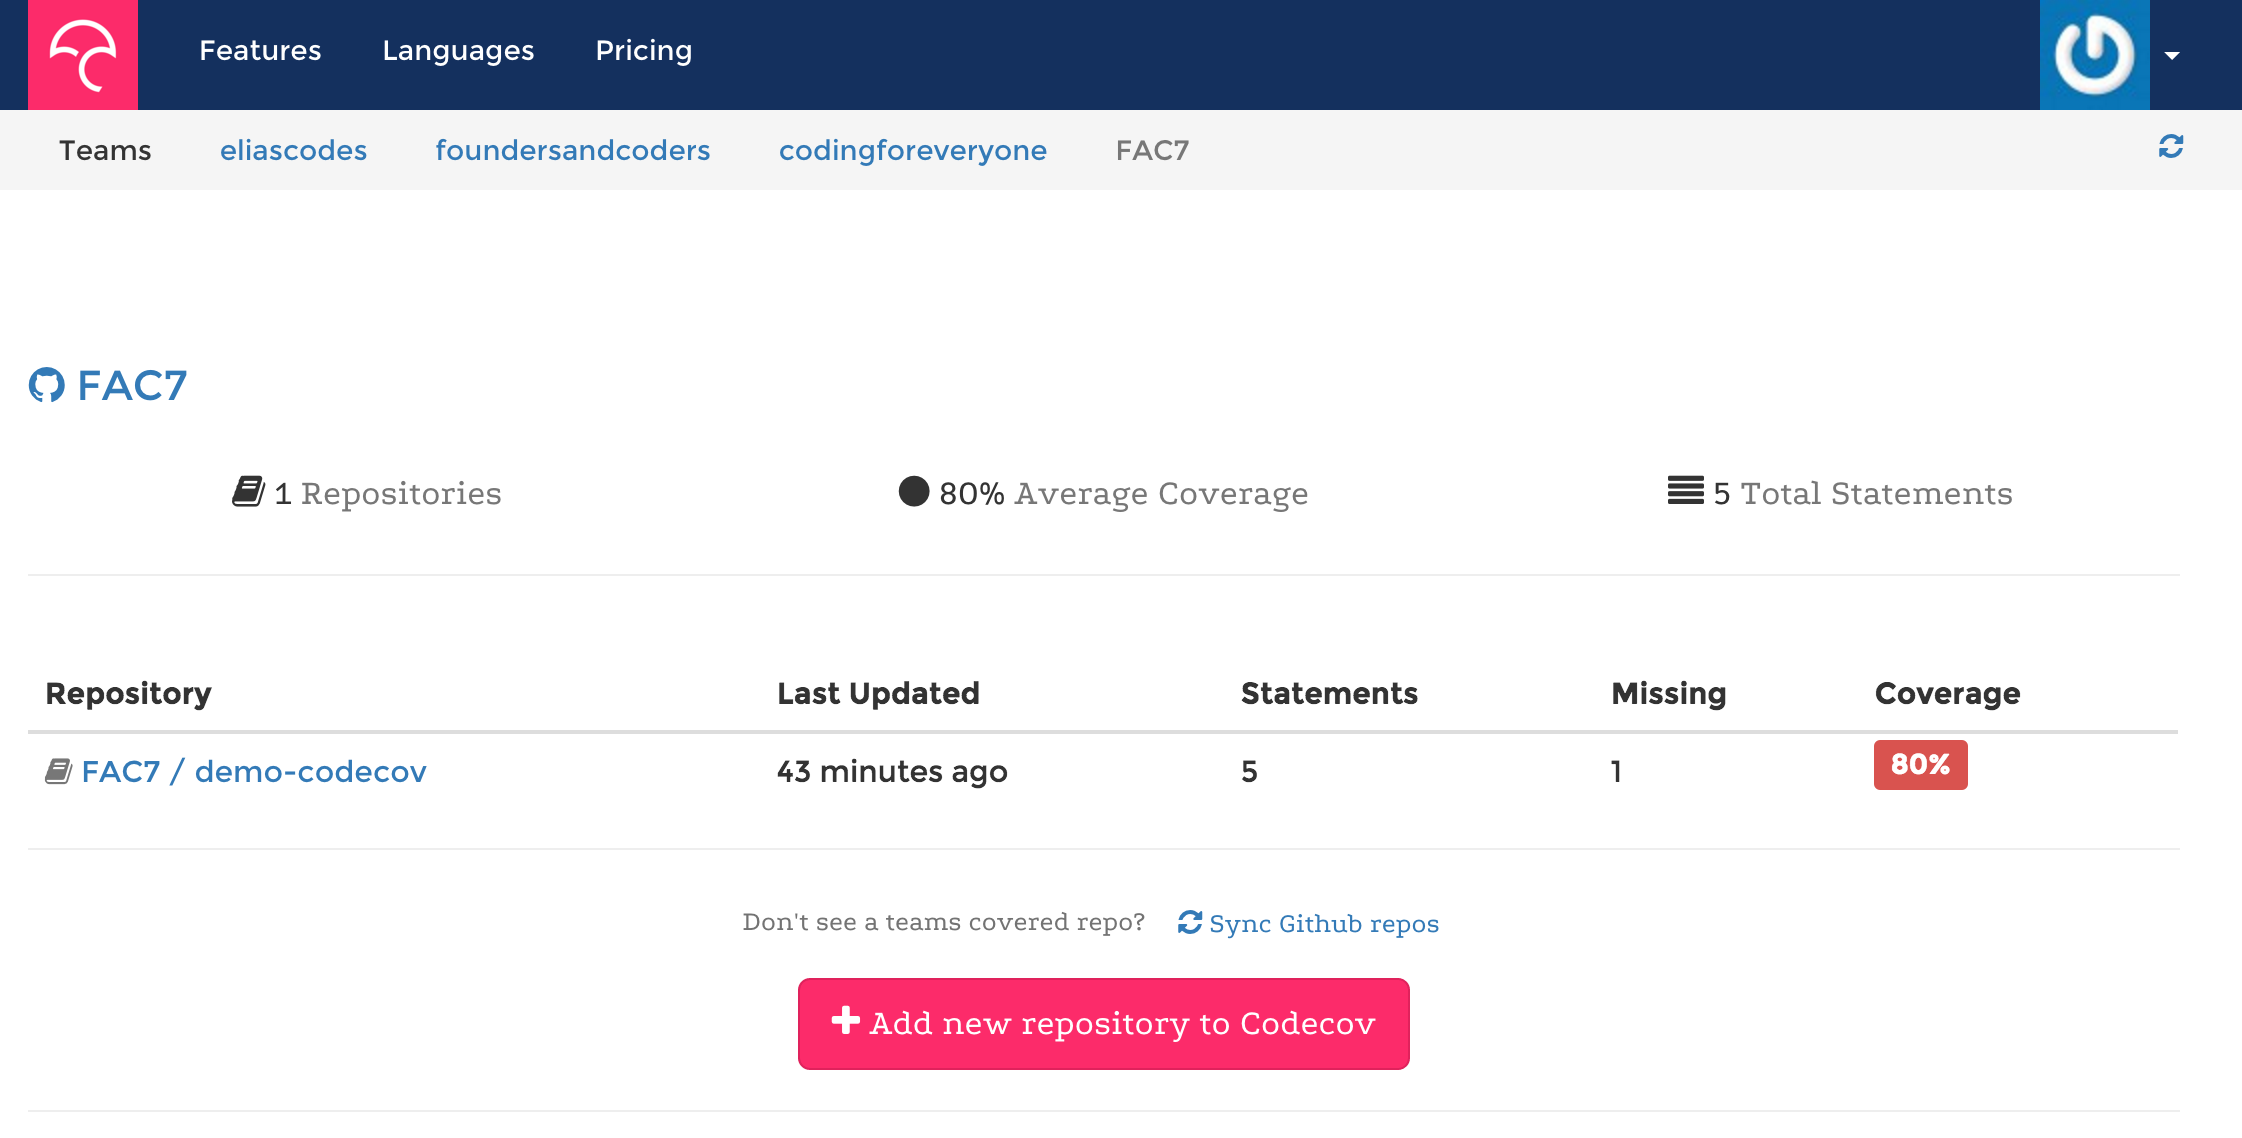 Features Languages Pricing
Teams eliascodes foundersandcoders codingforeveryone FAC7
FAC7
1 Repositories 80% Average Coverage 5 Total Statements
Repository Last Updated Statements Missing Coverage
FAC7 / demo-codecov 43 minutes ago 5 1 80%
Don't see a teams covered repo? Sync Github repos
Add new repository to Codecov